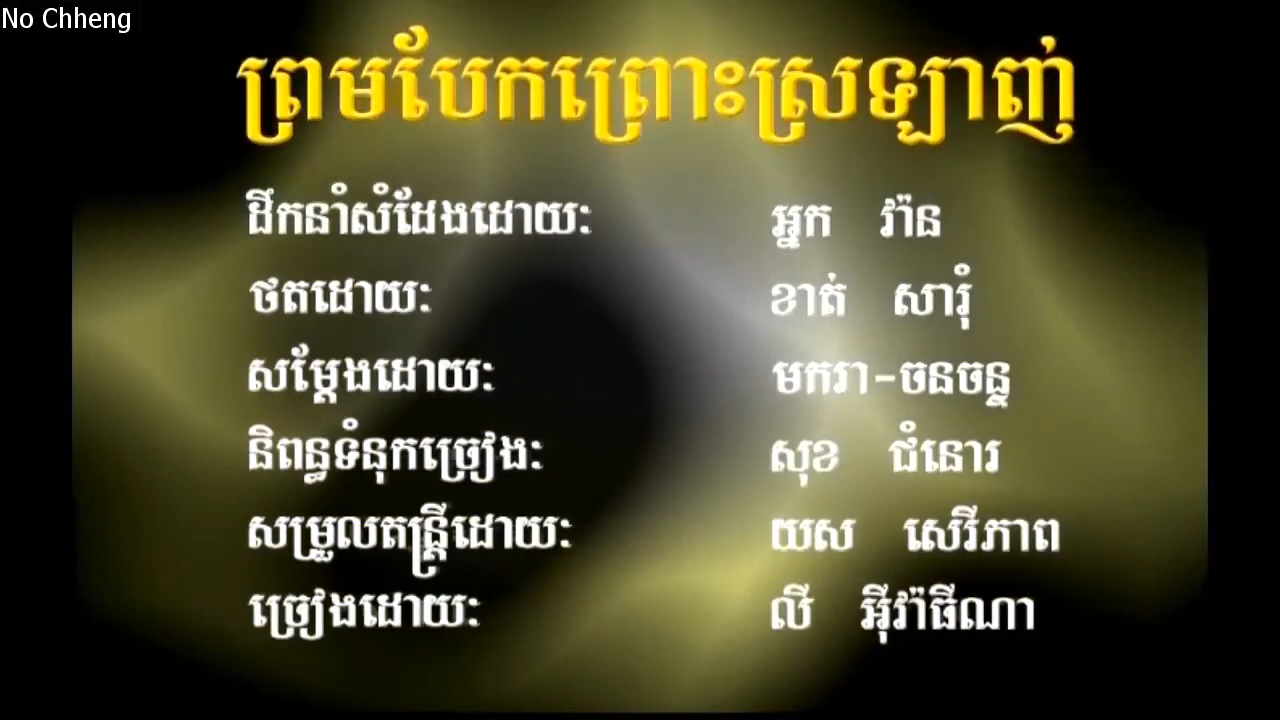 No Chheng
ព្រមបែកព្រោះស្រឡាញ់
ដឹកនាំសំដែងដោយ: អ្នក វ៉ាន
ថតដោយ: ខាត់ សារុំ
សម្ដែងដោយ: មករា-ចនចន្ទ
និពន្ធទំនុកច្រៀង: សុខ ជំនោរ
សម្រួលតន្ត្រីដោយ: យស សេរីភាព
ច្រៀងដោយ: លី អ៊ីវ៉ាធីណា